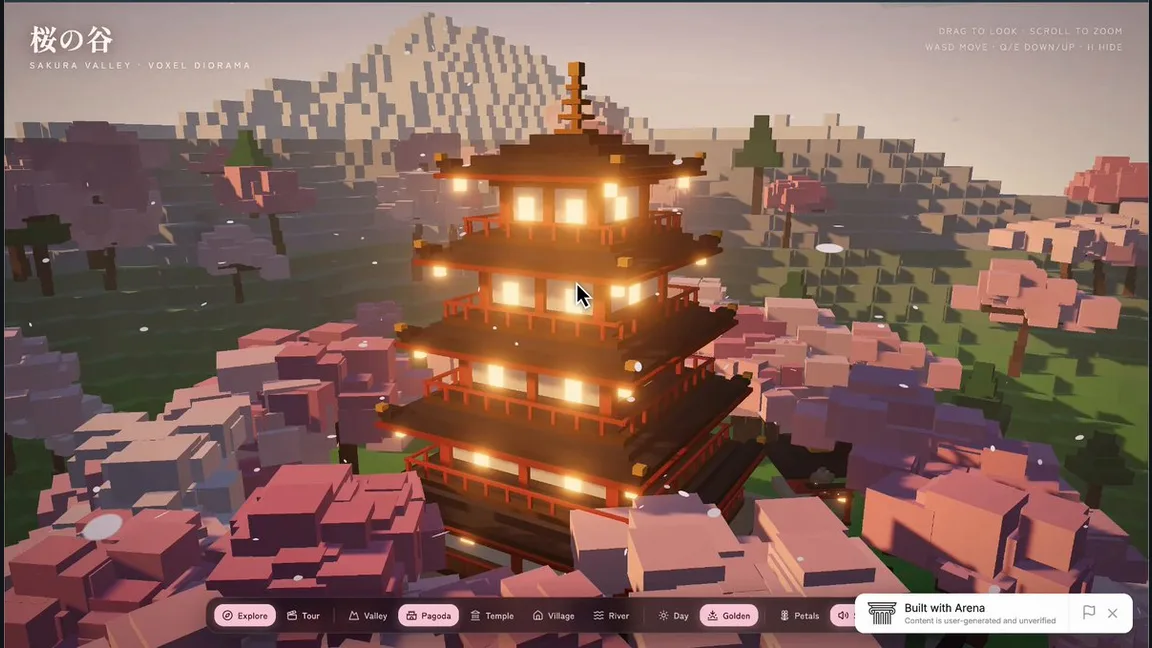 桜の谷
SAKURA VALLEY · VOXEL DIORAMA
DRAG TO LOOK · SCROLL TO ZOOM
WASD MOVE · Q/E DOWN/UP · H HIDE
Explore Tour Valley Pagoda Temple Village River Day Golden Petals
Built with Arena
Content is user-generated and unverified